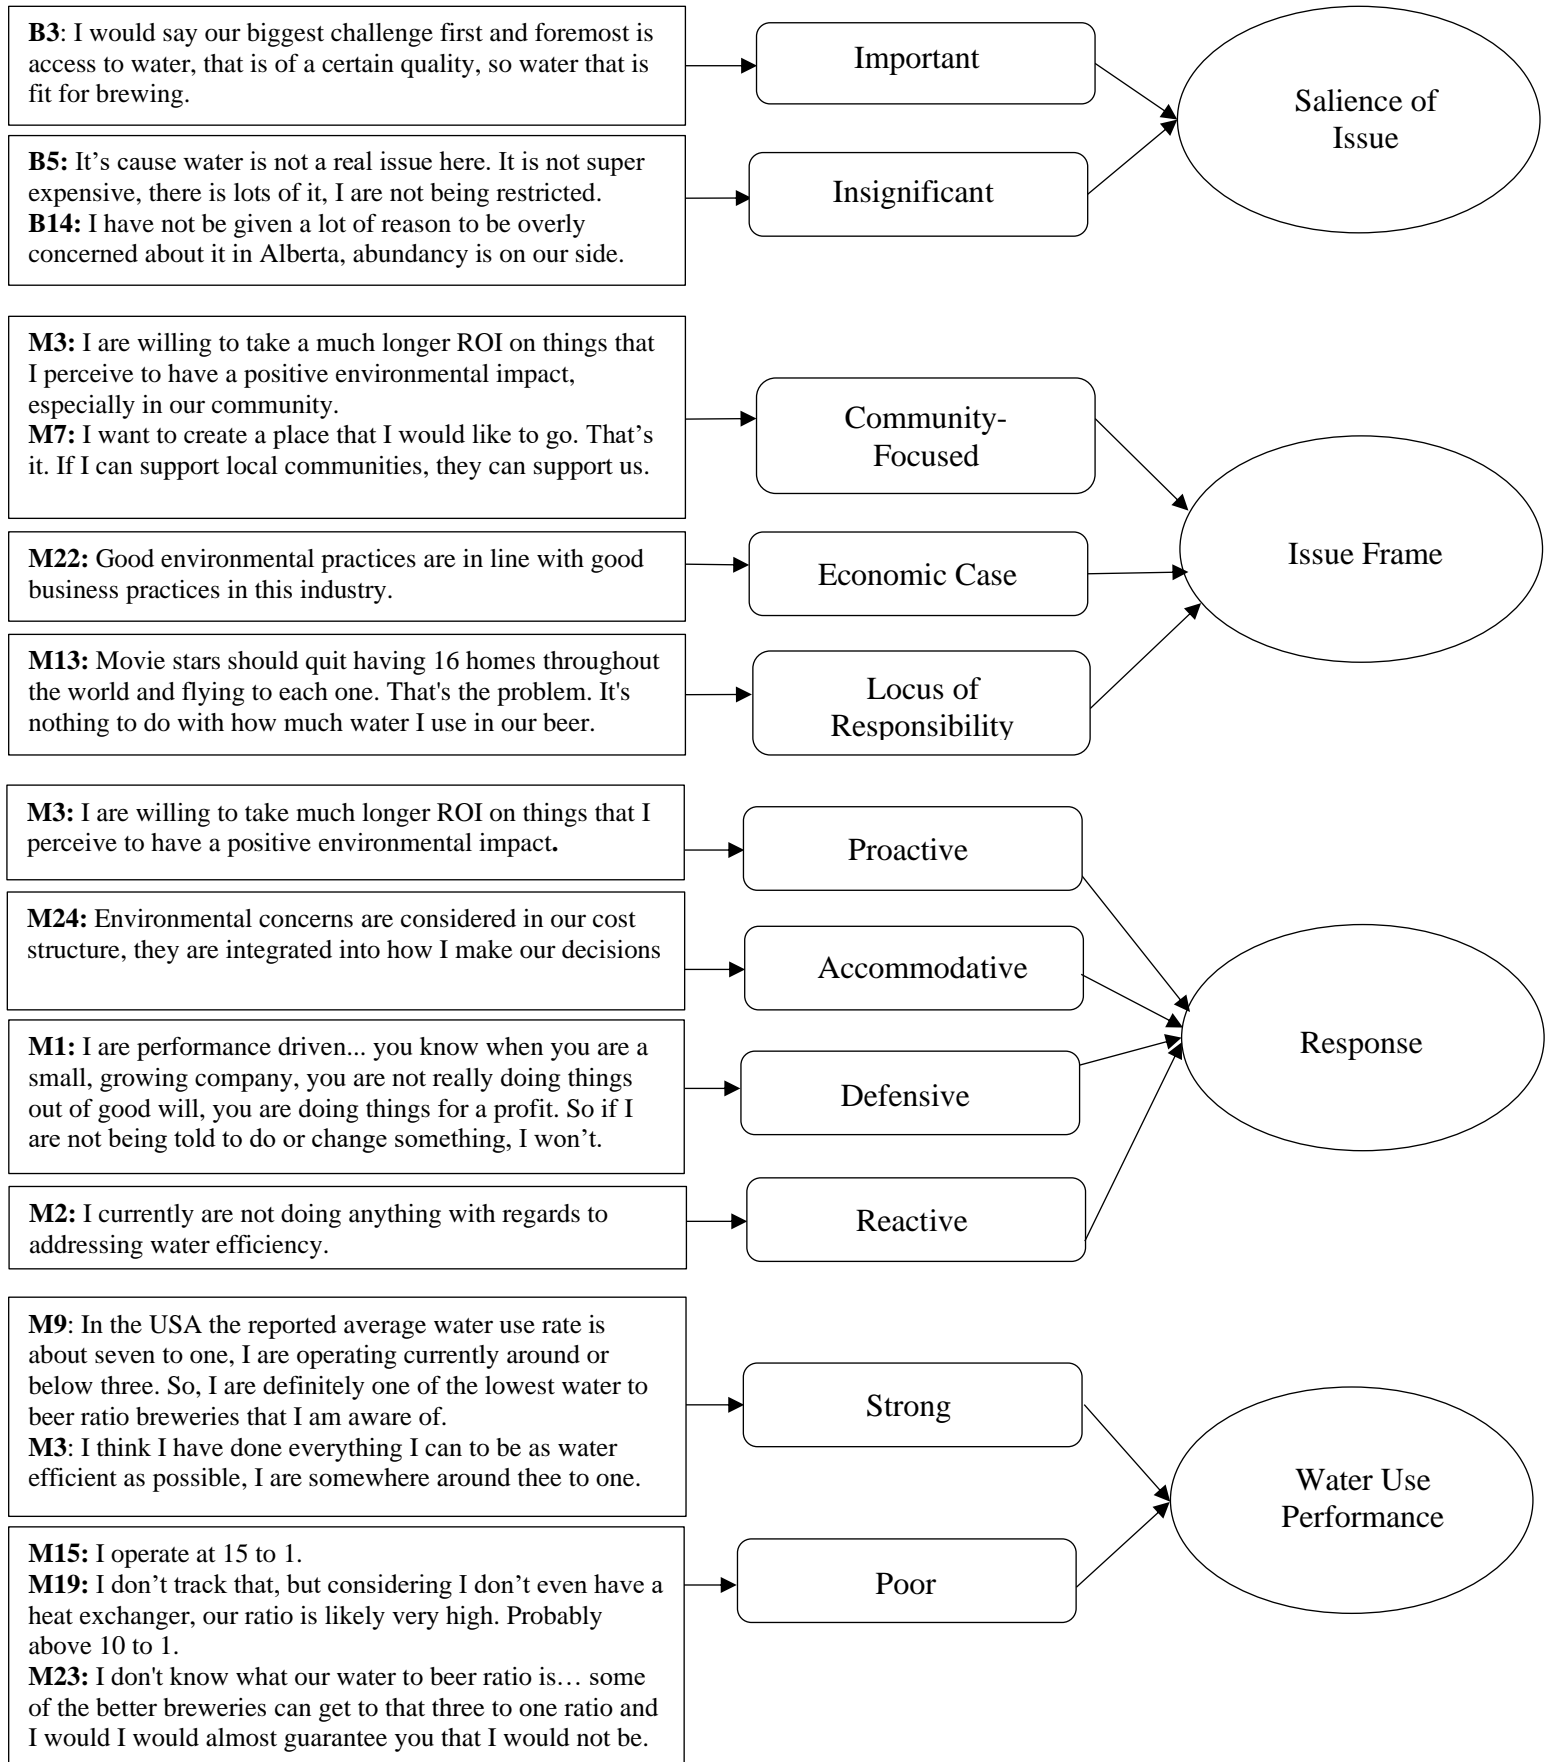 B3: I would say our biggest challenge first and foremost is
access to water, that is of a certain quality, so water that is
fit for brewing.
Important
Salience of
Issue
B5: It’s cause water is not a real issue here. It is not super
expensive, there is lots of it, I are not being restricted.
B14: I have not be given a lot of reason to be overly
concerned about it in Alberta, abundancy is on our side.
Insignificant
M3: I are willing to take a much longer ROI on things that
I perceive to have a positive environmental impact,
especially in our community.
M7: I want to create a place that I would like to go. That’s
it. If I can support local communities, they can support us.
Community-
Focused
Issue Frame
M22: Good environmental practices are in line with good
business practices in this industry.
Economic Case
M13: Movie stars should quit having 16 homes throughout
the world and flying to each one. That's the problem. It's
nothing to do with how much water I use in our beer.
Locus of
Responsibility
M3: I are willing to take much longer ROI on things that I
perceive to have a positive environmental impact.
Proactive
M24: Environmental concerns are considered in our cost
structure, they are integrated into how I make our decisions
Accommodative
Response
M1: I are performance driven... you know when you are a
small, growing company, you are not really doing things
out of good will, you are doing things for a profit. So if I
are not being told to do or change something, I won’t.
Defensive
M2: I currently are not doing anything with regards to
addressing water efficiency.
Reactive
M9: In the USA the reported average water use rate is
about seven to one, I are operating currently around or
below three. So, I are definitely one of the lowest water to
beer ratio breweries that I am aware of.
M3: I think I have done everything I can to be as water
efficient as possible, I are somewhere around thee to one.
Strong
Water Use
Performance
M15: I operate at 15 to 1.
M19: I don’t track that, but considering I don’t even have a
heat exchanger, our ratio is likely very high. Probably
above 10 to 1.
M23: I don't know what our water to beer ratio is… some
of the better breweries can get to that three to one ratio and
I would I would almost guarantee you that I would not be.
Poor